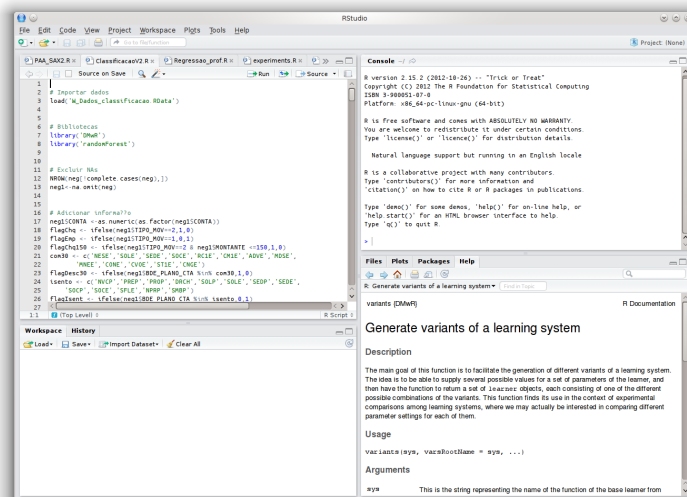 RStudio
File Edit Code View Project Workspace Plots Tools Help
Go to file/function
Project: (None)
PAA_SAX2.R
ClassificacaoV2.R
Regressao_prof.R
experiments.R
Source on Save
Run
Source
1
2 # Importar dados
3 load('W_Dados_classificacao.RData')
4
5
6 # Bibliotecas
7 library('DMwR')
8 library('randomForest')
9
10
11 # Excluir NAs
12 NROW(neg[!complete.cases(neg),])
13 neg1<-na.omit(neg)
14
15
16 # Adicionar informa??o
17 neg1$CONTA <-as.numeric(as.factor(neg1$CONTA))
18 flagChq <- ifelse(neg1$TIPO_MOV==2,1,0)
19 flagEmp <- ifelse(neg1$TIPO_MOV==1,0,1)
20 flagChq150 <- ifelse(neg1$TIPO_MOV==2 & neg1$MONTANTE <=150,1,0)
21 com30 <- c('NESE','SOLE','SEDE','SOCE','RC1E','CM1E','ADVE','MDSE',
22 'MNEE','CONE','CVOE','ST1E','CNGE')
23 flagDesc30 <- ifelse(neg1$BDE_PLANO_CTA %in% com30,1,0)
24 isento <- c('NVCP','PREP','PROP','DRCH','SOLP','SOLE','SEDP','SEDE',
25 'SOCP','SOCE','SFLE','NPRP','SMBP')
26 flagIsent <- ifelse(neg1$BDE_PLANO_CTA %in% isento,0,1)
27
1:1 (Top Level) R Script
Workspace History
Load Save Import Dataset Clear All
Console ~/
R version 2.15.2 (2012-10-26) -- "Trick or Treat"
Copyright (C) 2012 The R Foundation for Statistical Computing
ISBN 3-900051-07-0
Platform: x86_64-pc-linux-gnu (64-bit)
R is free software and comes with ABSOLUTELY NO WARRANTY.
You are welcome to redistribute it under certain conditions.
Type 'license()' or 'licence()' for distribution details.
Natural language support but running in an English locale
R is a collaborative project with many contributors.
Type 'contributors()' for more information and
'citation()' on how to cite R or R packages in publications.
Type 'demo()' for some demos, 'help()' for on-line help, or
'help.start()' for an HTML browser interface to help.
Type 'q()' to quit R.
>
Files Plots Packages Help
R: Generate variants of a learning system
Find in Topic
variants {DMwR} R Documentation
Generate variants of a learning system
Description
The main goal of this function is to facilitate the generation of different variants of a learning system.
The idea is to be able to supply several possible values for a set of parameters of the learner, and
then have the function to return a set of learner objects, each consisting of one of the different
possible combinations of the variants. This function finds its use in the context of experimental
comparisons among learning systems, where we may actually be interested in comparing different
parameter settings for each of them.
Usage
variants(sys, varsRootName = sys, ...)
Arguments
sys This is the string representing the name of the function of the base learner from